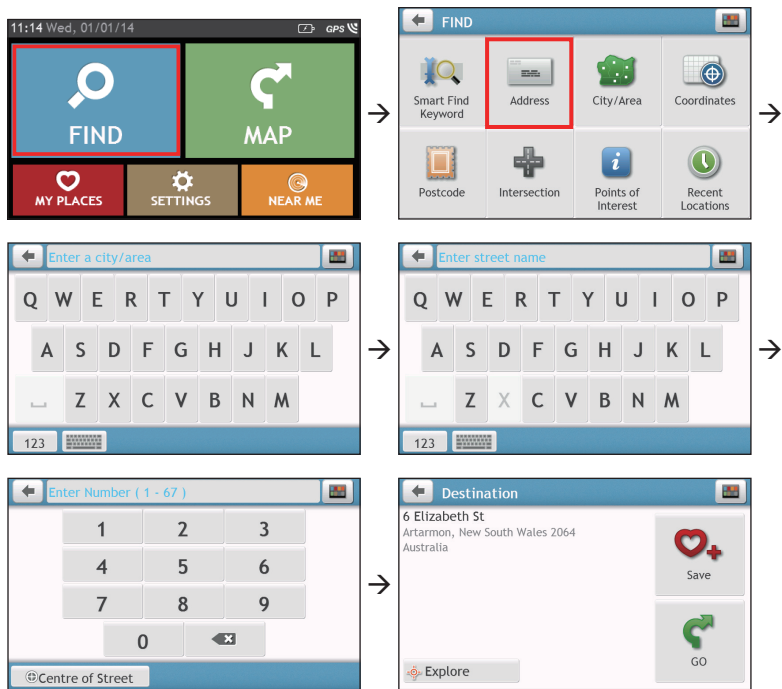 11:14 Wed, 01/01/14 GPS
FIND
MAP
MY PLACES
SETTINGS
NEAR ME
→
FIND
Smart Find
Keyword
Address
City/Area
Coordinates
Postcode
Intersection
Points of
Interest
Recent
Locations
→
Enter a city/area
Q W E R T Y U I O P
A S D F G H J K L
Z X C V B N M
123
→
Enter street name
Q W E R T Y U I O P
A S D F G H J K L
Z X C V B N M
123
→
Enter Number ( 1 - 67 )
1 2 3
4 5 6
7 8 9
0
Centre of Street
→
Destination
6 Elizabeth St
Artarmon, New South Wales 2064
Australia
Save
GO
Explore